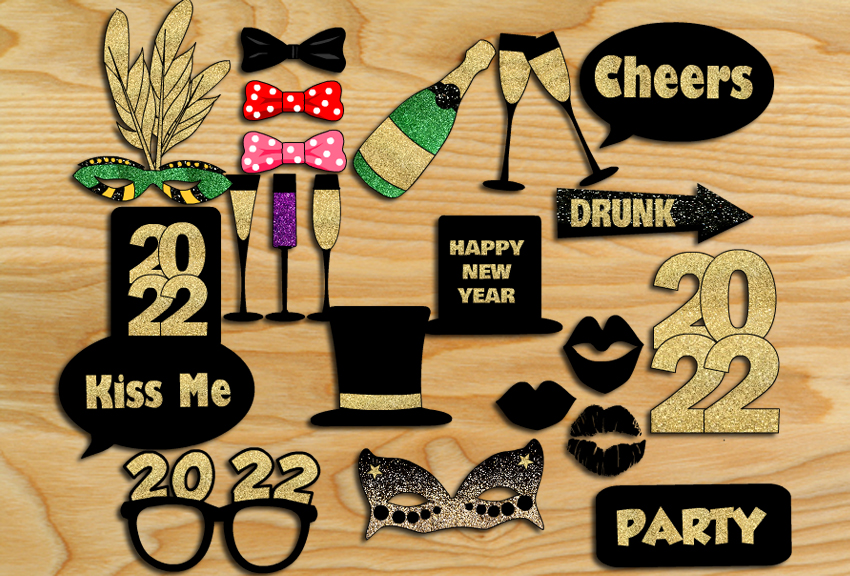 Cheers
DRUNK
20
22
HAPPY
NEW
YEAR
20
22
Kiss Me
20 22
PARTY